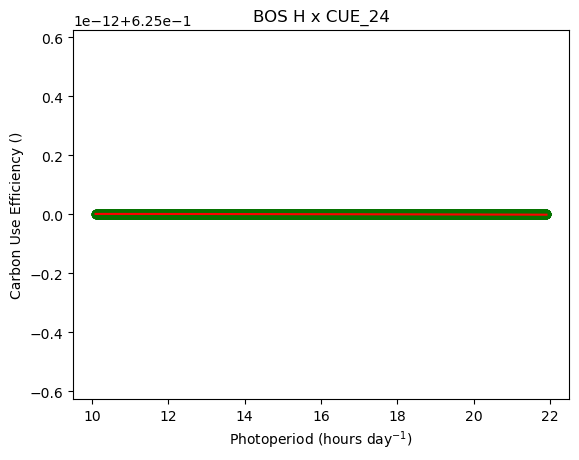 BOS H x CUE_24
1e−12+6.25e−1
0.6
0.4
0.2
0.0
−0.2
−0.4
−0.6
Carbon Use Efficiency ()
10 12 14 16 18 20 22
Photoperiod (hours day⁻¹)